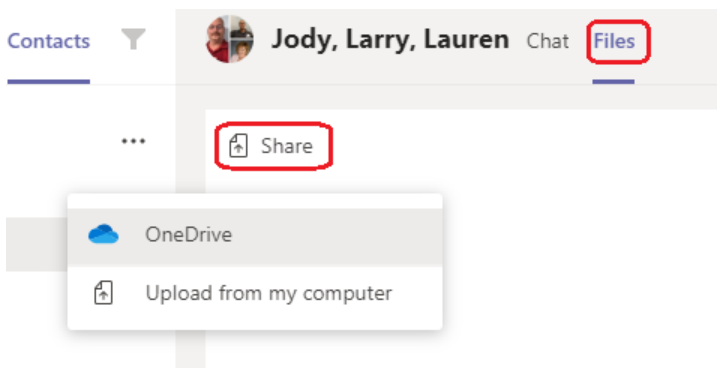 Contacts
Jody, Larry, Lauren Chat Files
...
Share
OneDrive
Upload from my computer